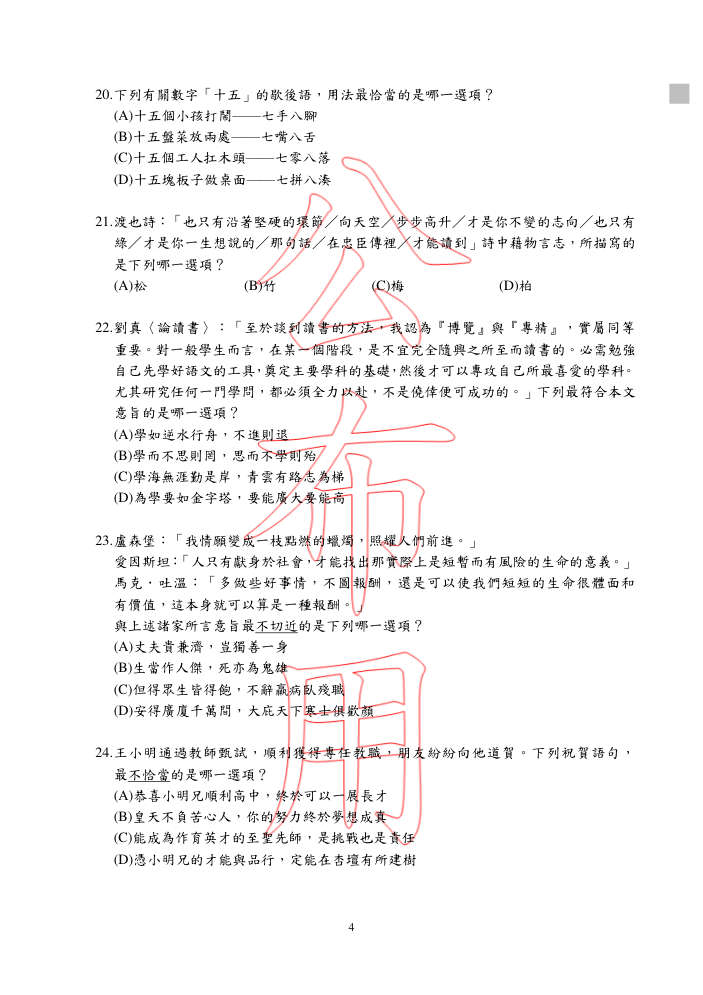 20.下列有關數字「十五」的歇後語，用法最恰當的是哪一選項？
(A)十五個小孩打鬧——七手八腳
(B)十五盤菜放兩處——七嘴八舌
(C)十五個工人扛木頭——七零八落
(D)十五塊板子做桌面——七拼八湊
21.渡也詩：「也只有沿著堅硬的環節／向天空／步步高升／才是你不變的志向／也只有
綠／才是你一生想說的／那句話／在忠臣傳裡／才能讀到」詩中藉物言志，所描寫的
是下列哪一選項？
(A)松 (B)竹 (C)梅 (D)柏
22.劉真〈論讀書〉：「至於談到讀書的方法，我認為『博覽』與『專精』，實屬同等
重要。對一般學生而言，在某一個階段，是不宜完全隨興之所至而讀書的。必需勉強
自己先學好語文的工具，奠定主要學科的基礎，然後才可以專攻自己所最喜愛的學科。
尤其研究任何一門學問，都必須全力以赴，不是僥倖便可成功的。」下列最符合本文
意旨的是哪一選項？
(A)學如逆水行舟，不進則退
(B)學而不思則罔，思而不學則殆
(C)學海無涯勤是岸，青雲有路志為梯
(D)為學要如金字塔，要能廣大要能高
23.盧森堡：「我情願變成一枝點燃的蠟燭，照耀人們前進。」
愛因斯坦：「人只有獻身於社會，才能找出那實際上是短暫而有風險的生命的意義。」
馬克．吐溫：「多做些好事情，不圖報酬，還是可以使我們短短的生命很體面和
有價值，這本身就可以算是一種報酬。」
與上述諸家所言意旨最不切近的是下列哪一選項？
(A)丈夫貴兼濟，豈獨善一身
(B)生當作人傑，死亦為鬼雄
(C)但得眾生皆得飽，不辭羸病臥殘職
(D)安得廣廈千萬間，大庇天下寒士俱歡顏
24.王小明通過教師甄試，順利獲得專任教職，朋友紛紛向他道賀。下列祝賀語句，
最不恰當的是哪一選項？
(A)恭喜小明兄順利高中，終於可以一展長才
(B)皇天不負苦心人，你的努力終於夢想成真
(C)能成為作育英才的至聖先師，是挑戰也是責任
(D)憑小明兄的才能與品行，定能在杏壇有所建樹
4
公布用